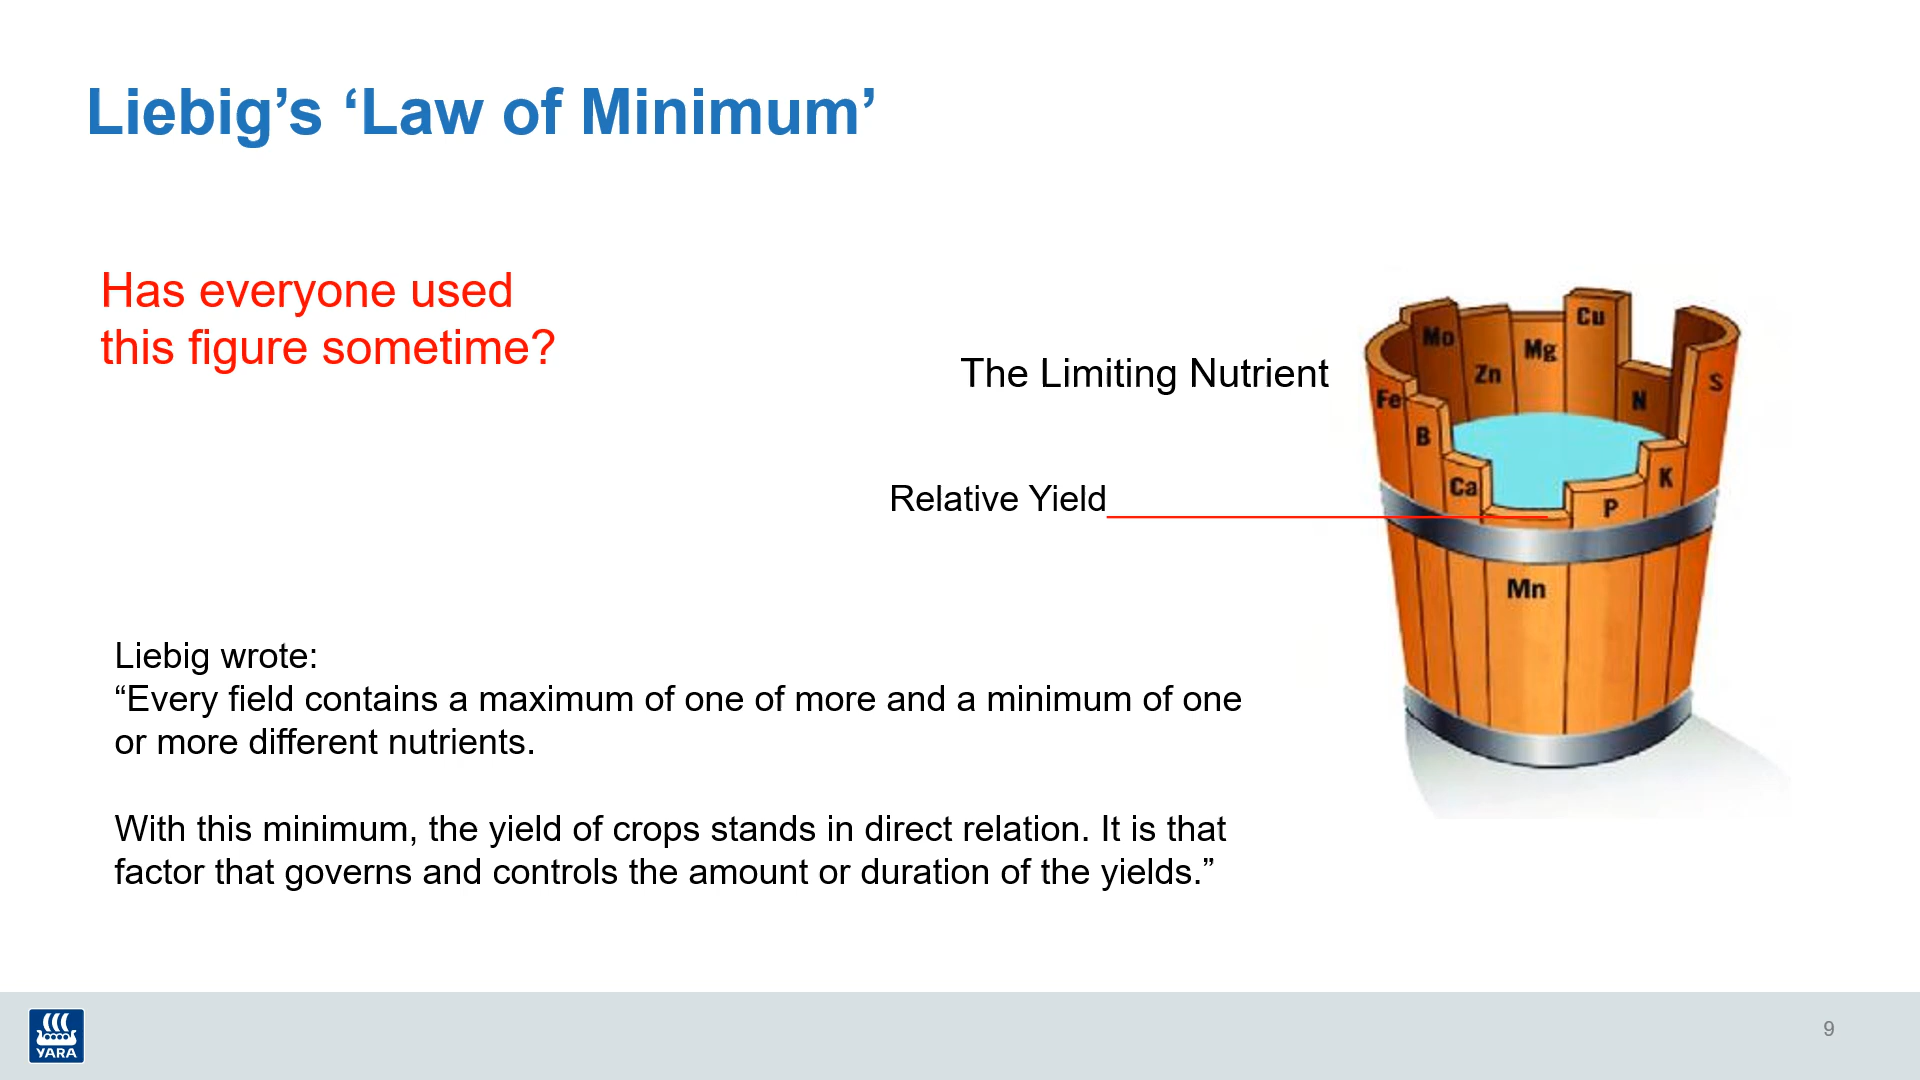 Liebig’s ‘Law of Minimum’
Has everyone used
this figure sometime?
The Limiting Nutrient
Relative Yield
Mo
Zn
Mg
Cu
N
S
Fe
B
Ca
P
K
Mn
Liebig wrote:
“Every field contains a maximum of one of more and a minimum of one
or more different nutrients.
With this minimum, the yield of crops stands in direct relation. It is that
factor that governs and controls the amount or duration of the yields.”
YARA
9